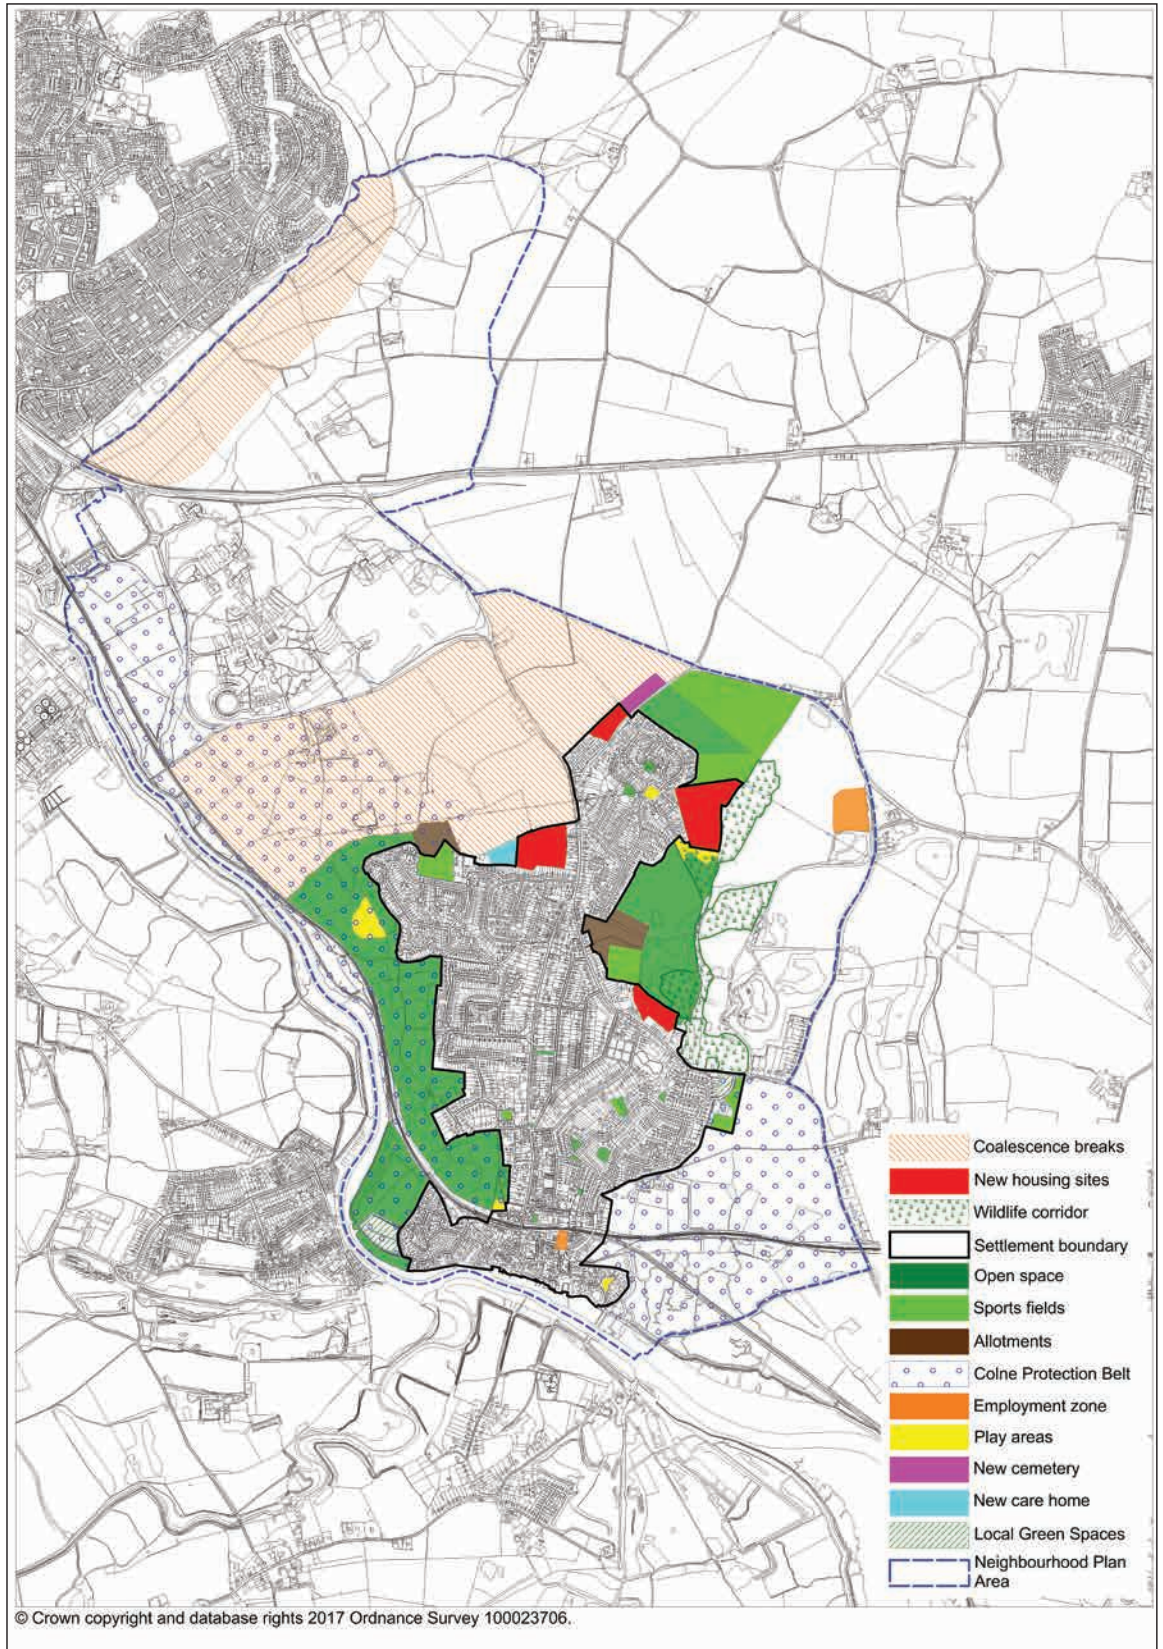 Coalescence breaks
New housing sites
Wildlife corridor
Settlement boundary
Open space
Sports fields
Allotments
Colne Protection Belt
Employment zone
Play areas
New cemetery
New care home
Local Green Spaces
Neighbourhood Plan
Area
© Crown copyright and database rights 2017 Ordnance Survey 100023706.